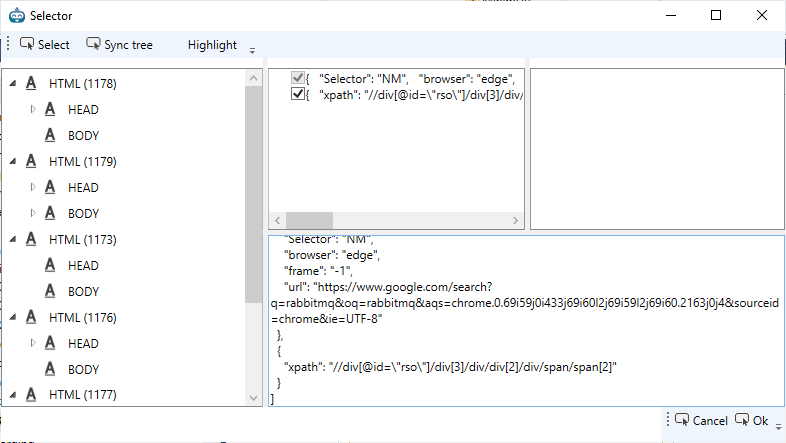 Selector
Select Sync tree Highlight
HTML (1178)
HEAD
BODY
HTML (1179)
HEAD
BODY
HTML (1173)
HEAD
BODY
HTML (1176)
HEAD
BODY
HTML (1177)
{ "Selector": "NM", "browser": "edge",
{ "xpath": "//div[@id=\"rso\"]/div[3]/div/
"Selector": "NM",
"browser": "edge",
"frame": "-1",
"url": "https://www.google.com/search?
q=rabbitmq&oq=rabbitmq&aqs=chrome.0.69i59j0i433j69i60l2j69i59l2j69i60.2163j0j4&sourceid
=chrome&ie=UTF-8"
},
{
"xpath": "//div[@id=\"rso\"]/div[3]/div/div[2]/div/span/span[2]"
}
]
Cancel Ok